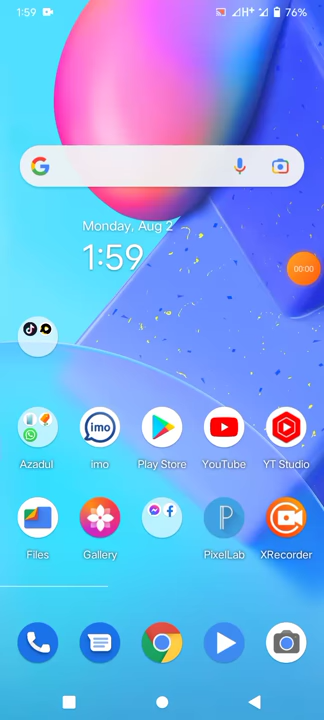 1:59
H+
76%
Monday, Aug 2
1:59
00:00
imo
Azadul
imo
Play Store
YouTube
YT Studio
Files
Gallery
PixelLab
XRecorder